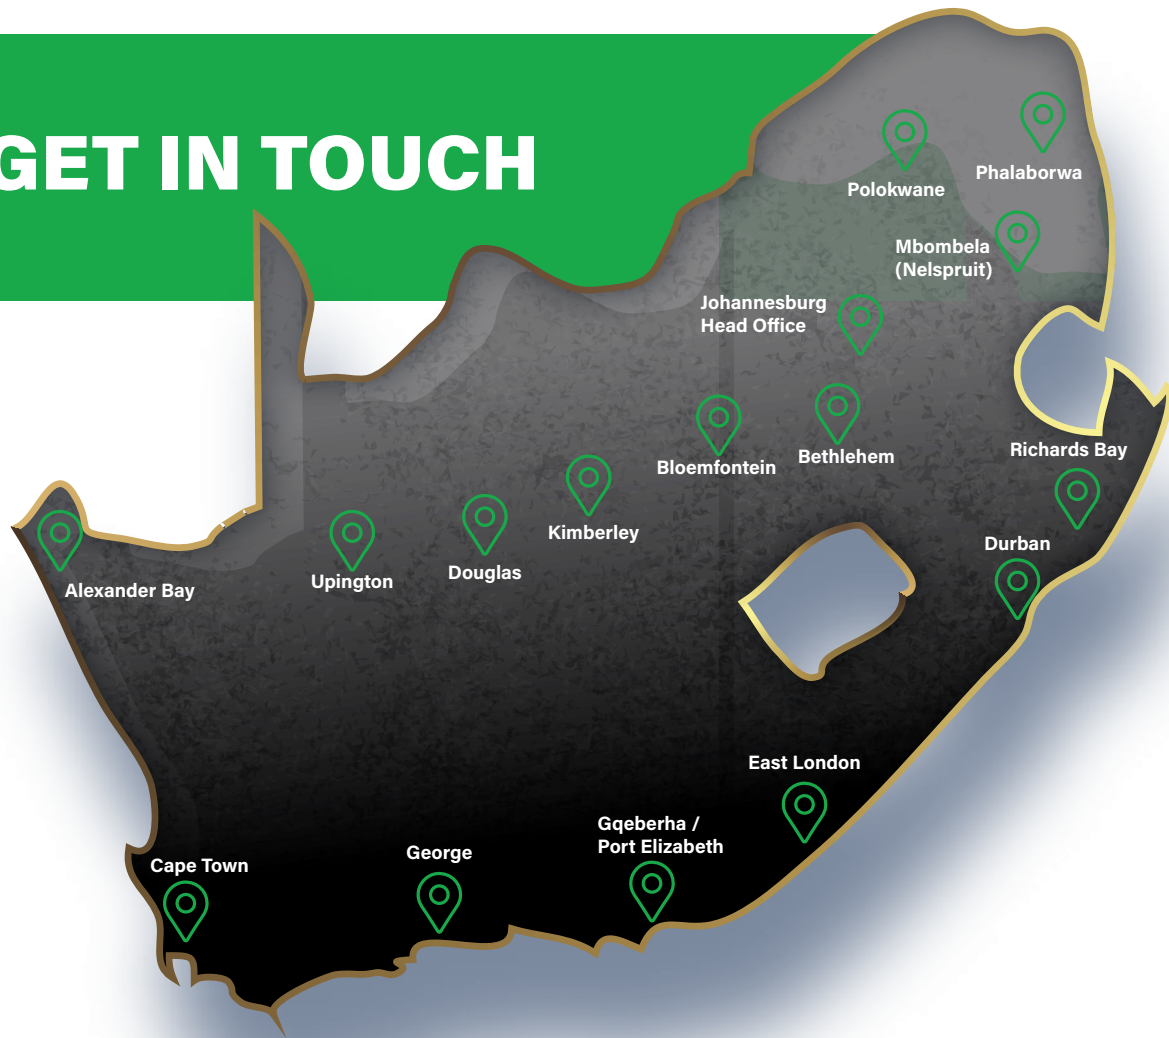 GET IN TOUCH
Polokwane
Phalaborwa
Mbombela
(Nelspruit)
Johannesburg
Head Office
Bloemfontein
Bethlehem
Richards Bay
Kimberley
Durban
Alexander Bay
Upington
Douglas
East London
Gqeberha /
Port Elizabeth
George
Cape Town